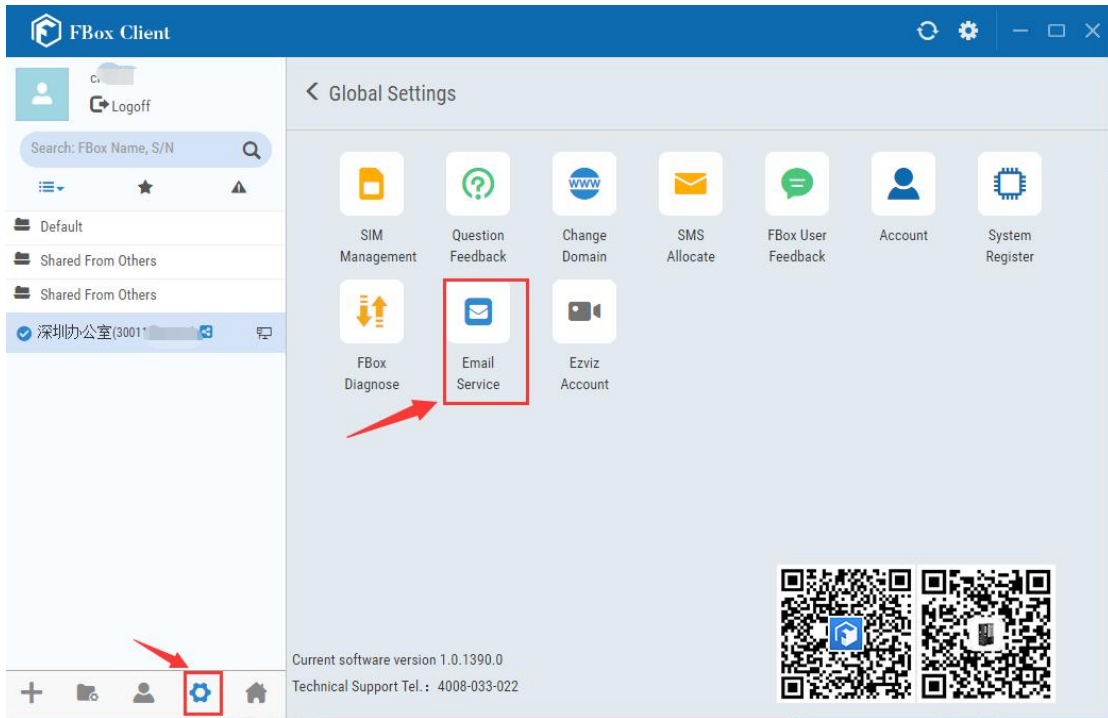 FBox Client
Logoff
Global Settings
Search: FBox Name, S/N
Default
Shared From Others
Shared From Others
深圳办公室(30011
SIM
Management
Question
Feedback
www
Change
Domain
SMS
Allocate
FBox User
Feedback
Account
System
Register
FBox
Diagnose
Email
Service
Ezviz
Account
Current software version 1.0.1390.0
Technical Support Tel.: 4008-033-022